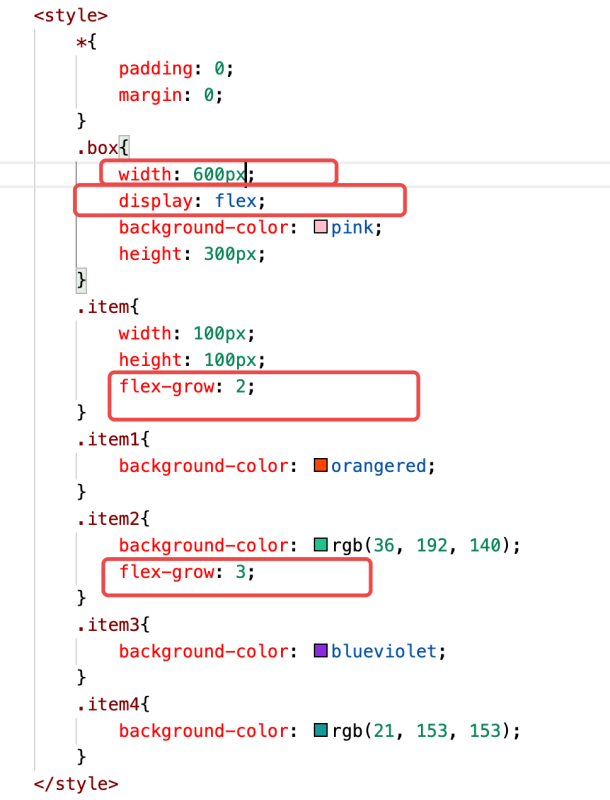 <style>
*{
padding: 0;
margin: 0;
}
.box{
width: 600px;
display: flex;
background-color: pink;
height: 300px;
}
.item{
width: 100px;
height: 100px;
flex-grow: 2;
}
.item1{
background-color: orangered;
}
.item2{
background-color: rgb(36, 192, 140);
flex-grow: 3;
}
.item3{
background-color: blueviolet;
}
.item4{
background-color: rgb(21, 153, 153);
}
</style>